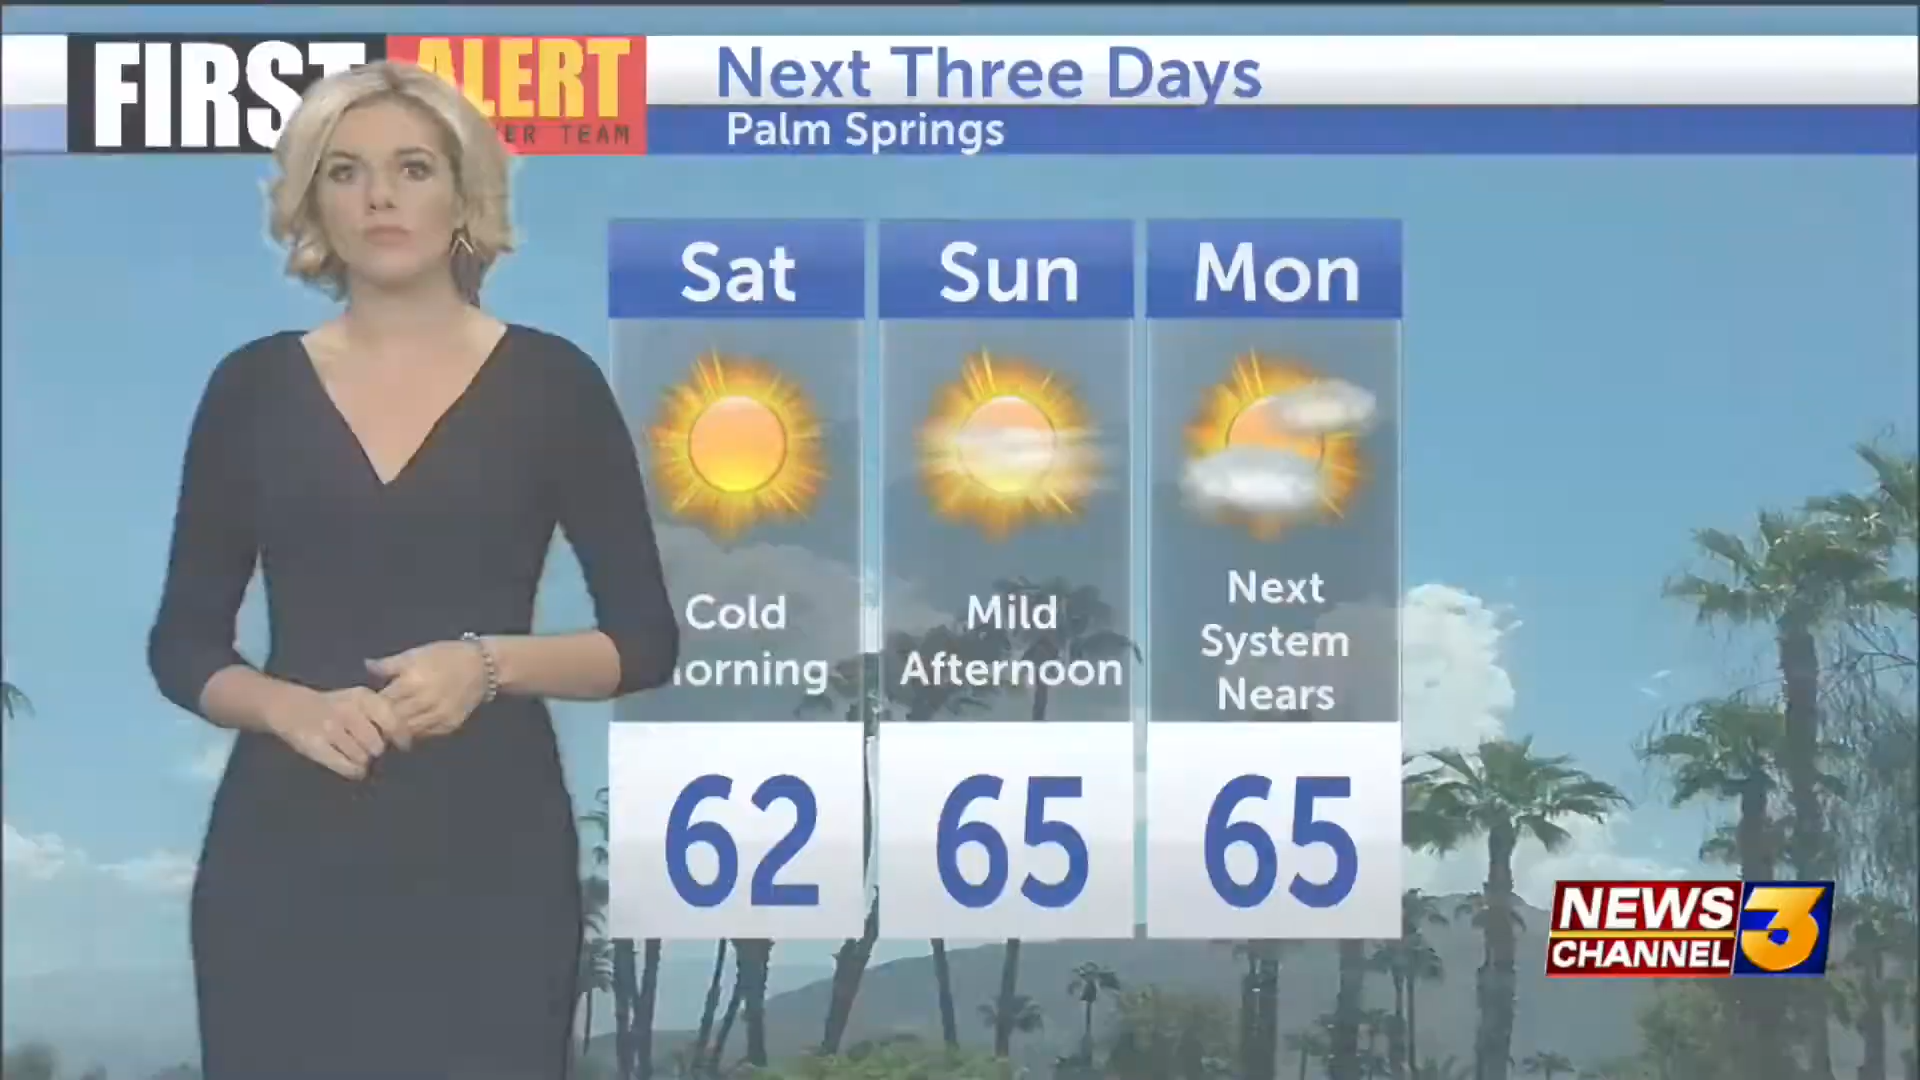 FIRST ALERT
TEAM
Next Three Days
Palm Springs
Sat
Sun
Mon
Cold
Mild
Afternoon
Next
System
Nears
62
65
65
NEWS
CHANNEL 3